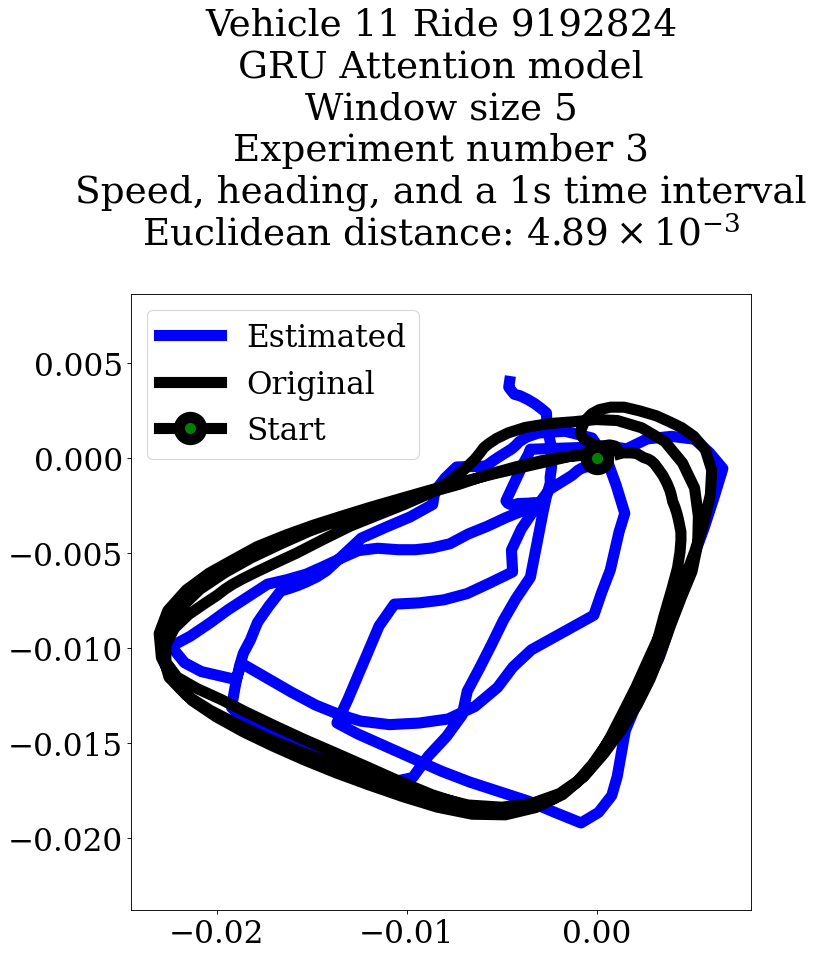 Vehicle 11 Ride 9192824
GRU Attention model
Window size 5
Experiment number 3
Speed, heading, and a 1s time interval
Euclidean distance: 4.89 × 10⁻³
Estimated
Original
Start
0.005
0.000
−0.005
−0.010
−0.015
−0.020
−0.02
−0.01
0.00